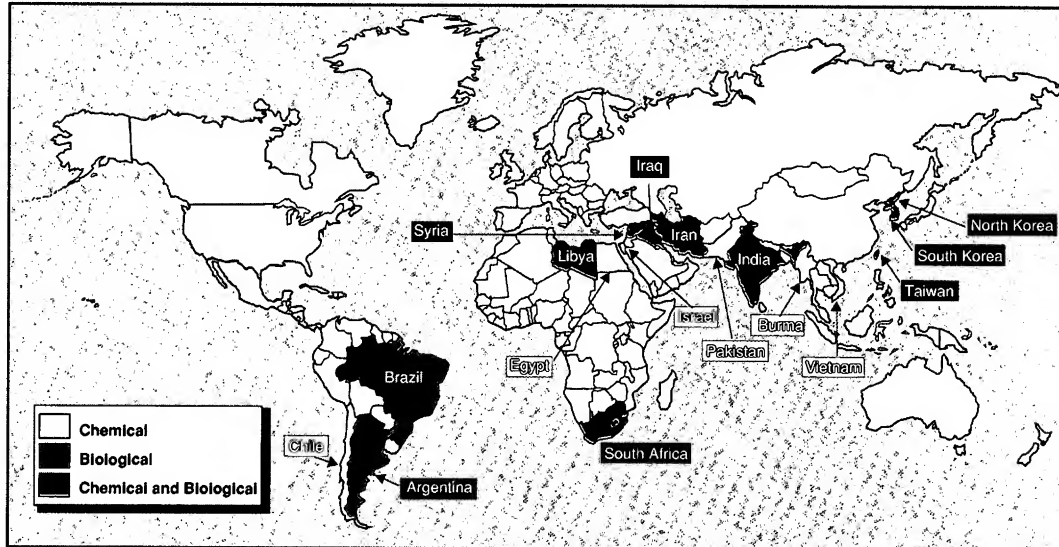 Iraq
Syria
Iran
North Korea
Libya
India
South Korea
Taiwan
Israel
Burma
Egypt
Pakistan
Vietnam
Brazil
Chemical
Biological
Chemical and Biological
Chile
South Africa
Argentina